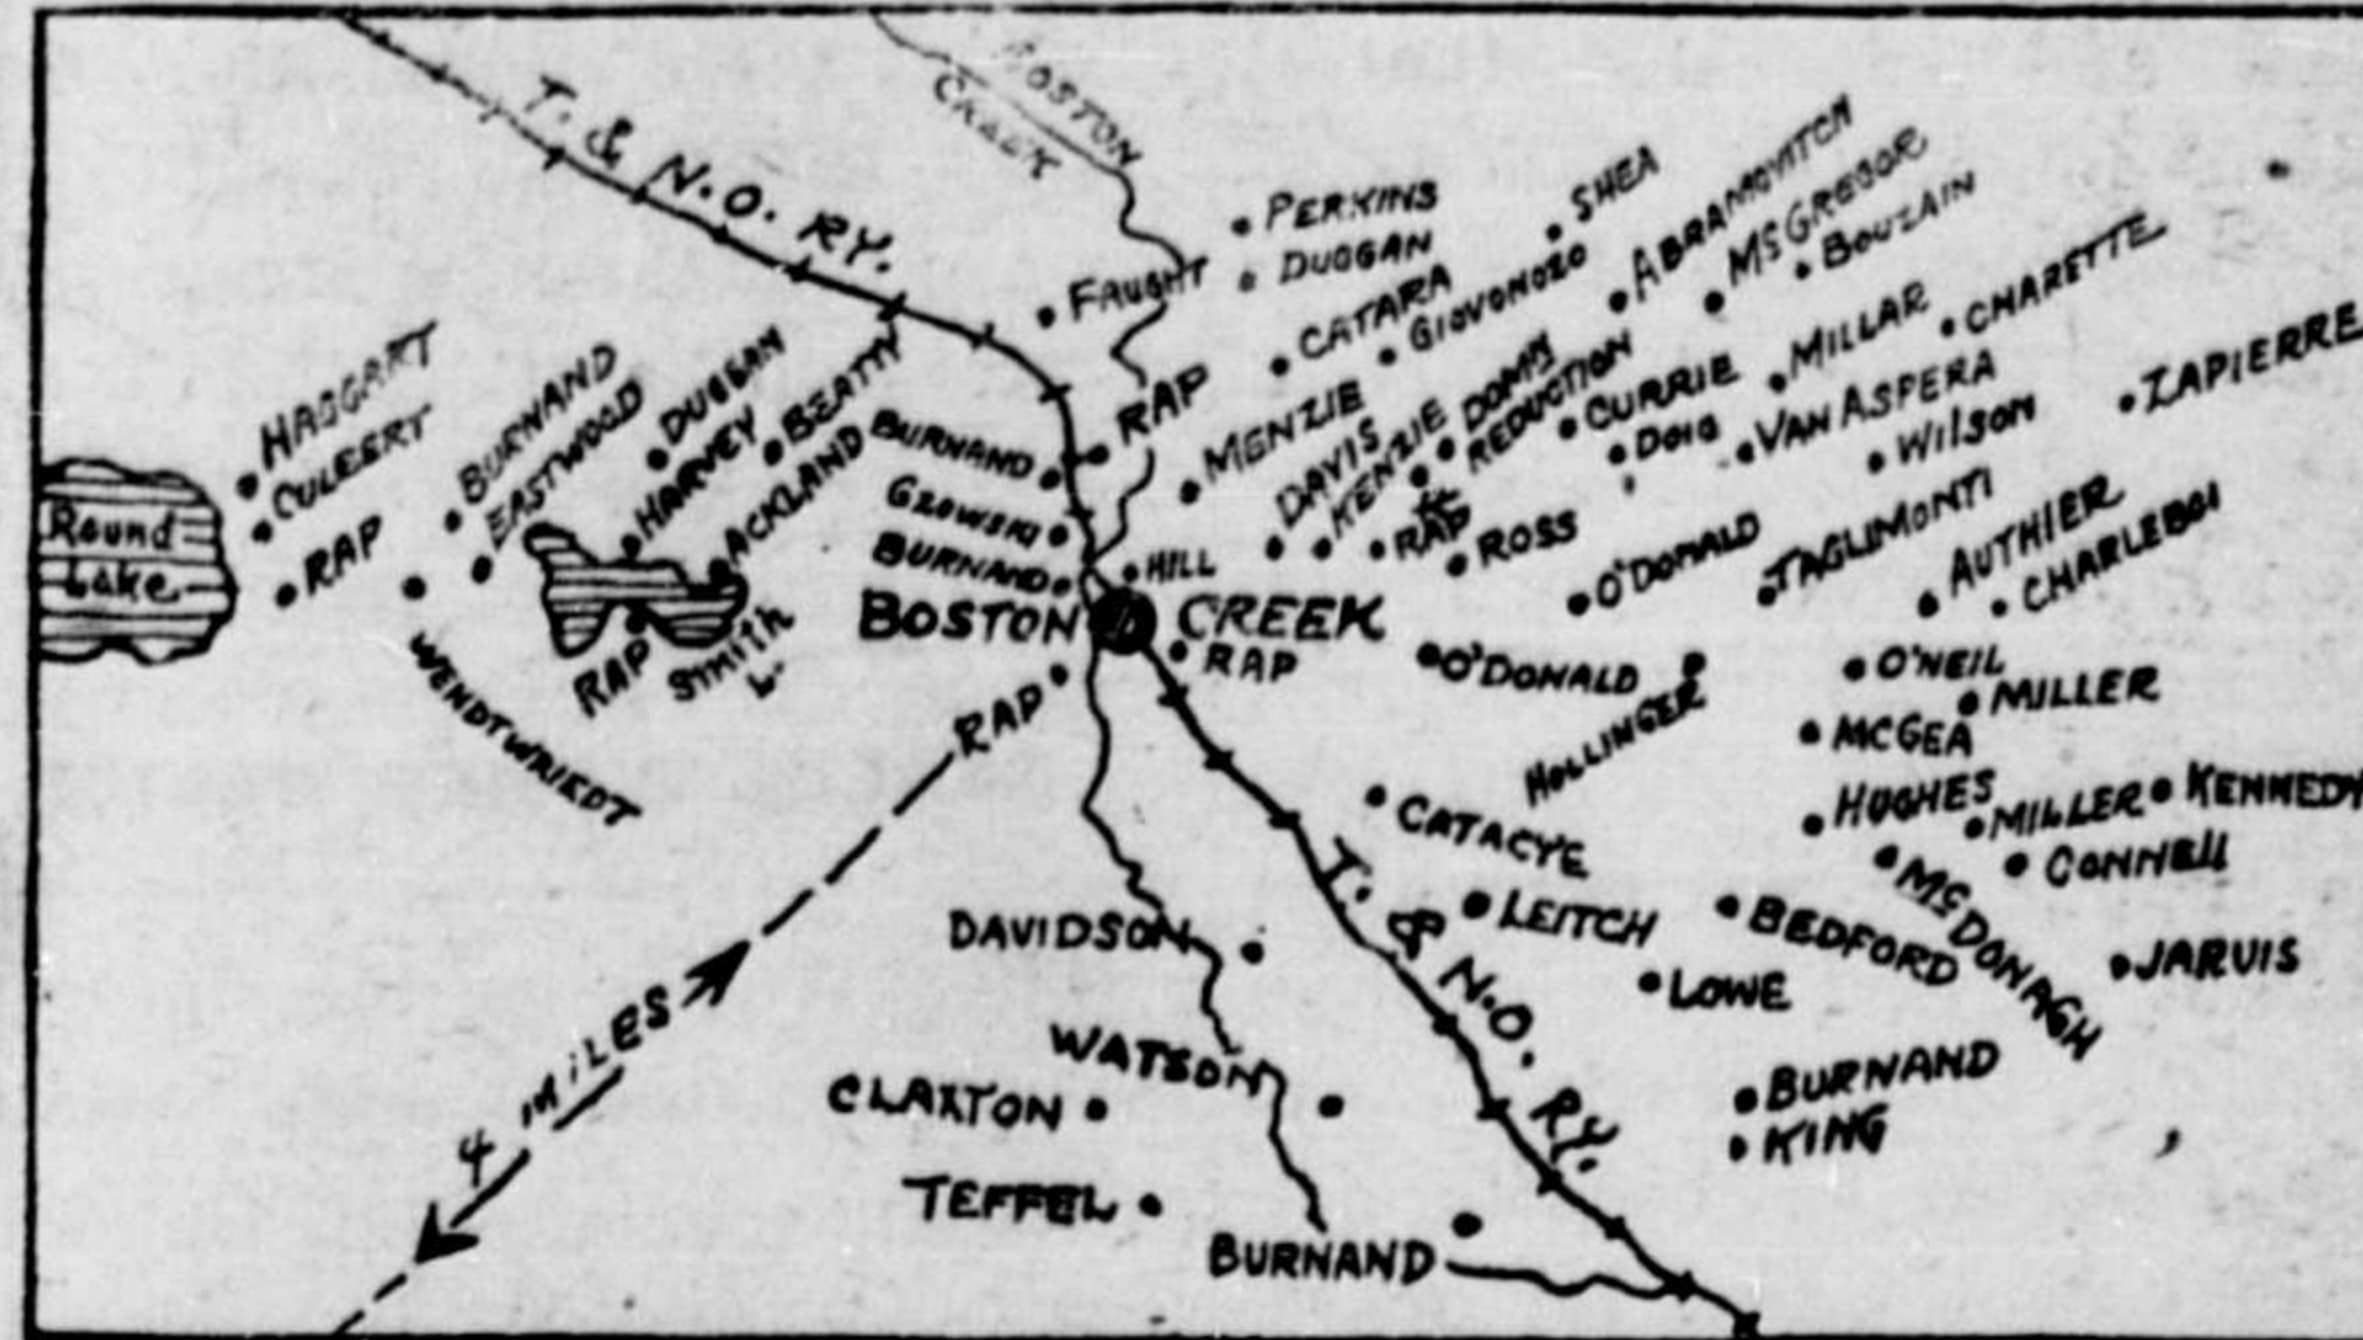 T. & N.O. RY.
BOSTON
CREEK
PERKINS
DUGGAN
FAUGHT
SHEA
ABRAMOVITCH
McGREGOR
BOUZAIN
CATARA
GIOVONOZO
MILLAR
CHARETTE
ZAPIERRE
HAGGART
CULBERT
RAP
BURNAND
EASTWOOD
DUGGAN
HARVEY
BEATTY
ACKLAND
BURNAND
GZOWSKI
BURNAND
RAP
MENZIE
DAVIS
KENZIE
REDUCTION
CURRIE
DOIG
VAN ASPERA
WILSON
RAP
ROSS
Round
Lake
HILL
O'DONALD
TAGLIMONTI
AUTHIER
CHARLEBOI
BOSTON CREEK
RAP
RAP
SMITH
L.
WENDTWRIEDT
RAP
O'DONALD
HOLLINGER
O'NEIL
MILLER
MCGEA
HUGHES
MILLER
KENNEDY
CONNELL
McDONAGH
CATACYE
LEITCH
BEDFORD
JARVIS
LOWE
T. & N.O. RY.
DAVIDSON
4 MILES
WATSON
CLAXTON
BURNAND
KING
TEFFEL
BURNAND